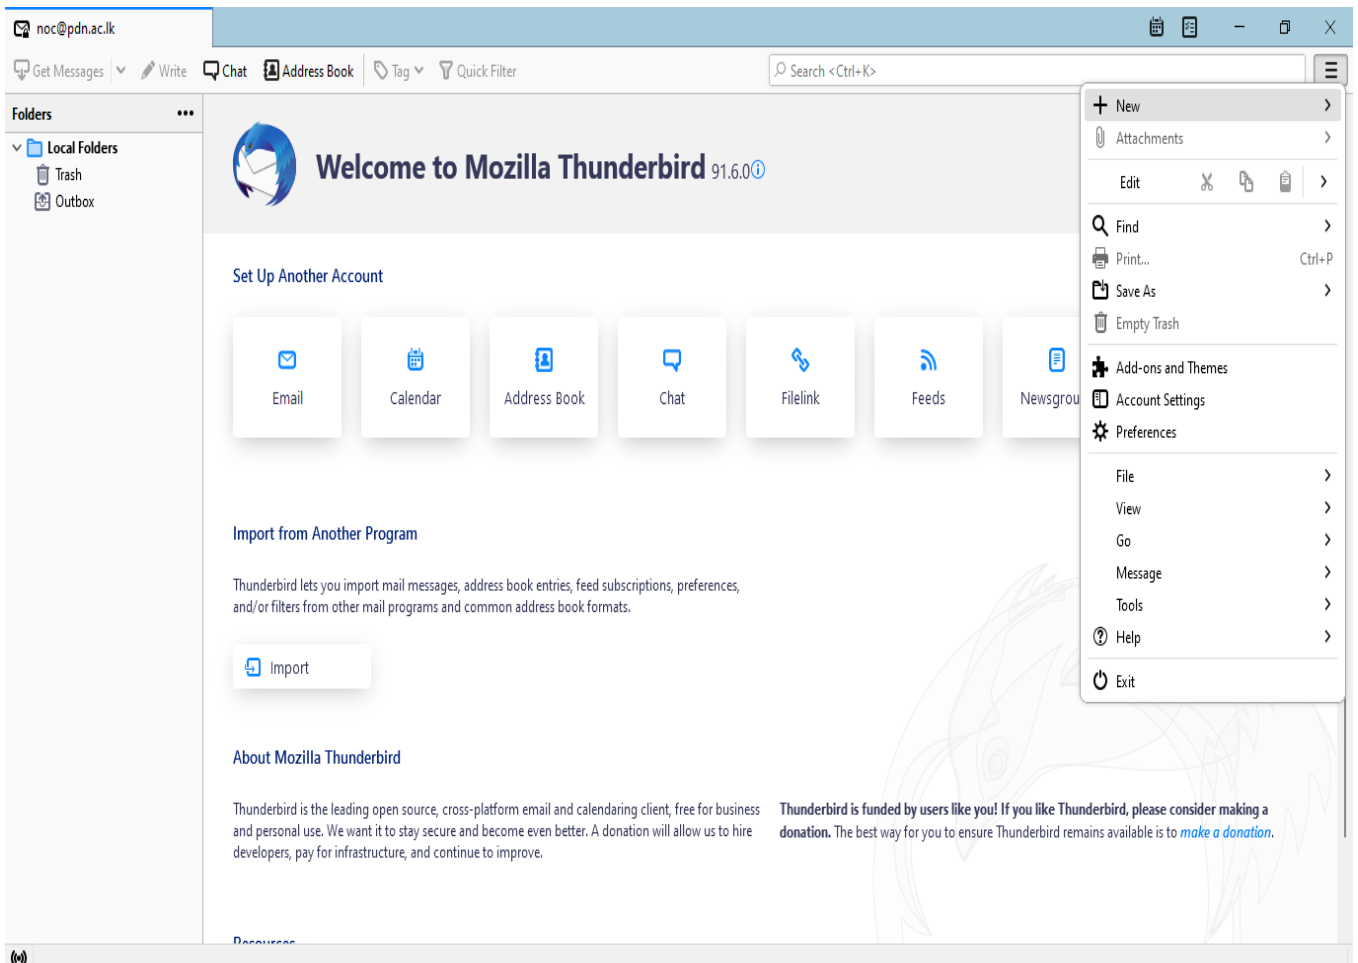 noc@pdn.ac.lk
Get Messages Write Chat Address Book Tag Quick Filter Search <Ctrl+K>
Folders
Local Folders
Trash
Outbox
Welcome to Mozilla Thunderbird 91.6.0
Set Up Another Account
Email Calendar Address Book Chat Filelink Feeds Newsgrou
Import from Another Program
Thunderbird lets you import mail messages, address book entries, feed subscriptions, preferences,
and/or filters from other mail programs and common address book formats.
Import
About Mozilla Thunderbird
Thunderbird is the leading open source, cross-platform email and calendaring client, free for business
and personal use. We want it to stay secure and become even better. A donation will allow us to hire
developers, pay for infrastructure, and continue to improve.
Thunderbird is funded by users like you! If you like Thunderbird, please consider making a
donation. The best way for you to ensure Thunderbird remains available is to make a donation.
Resources
New
Attachments
Edit
Find
Print... Ctrl+P
Save As
Empty Trash
Add-ons and Themes
Account Settings
Preferences
File
View
Go
Message
Tools
Help
Exit